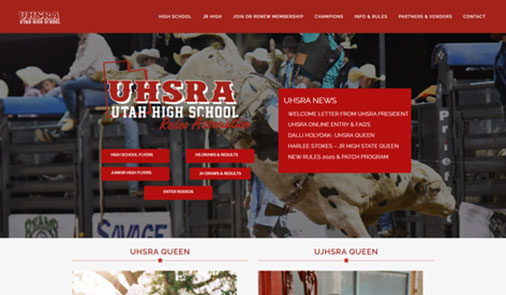 UHSRA
UTAH HIGH SCHOOL
HIGH SCHOOL
JR HIGH
JOIN OR RENEW MEMBERSHIP
CHAMPIONS
INFO & RULES
PARTNERS & VENDORS
CONTACT
UHSRA
UTAH HIGH SCHOOL
Rodeo Association
HIGH SCHOOL FLYERS
HS DRAWS & RESULTS
JUNIOR HIGH FLYERS
JH DRAWS & RESULTS
ENTER RODEOS
UHSRA NEWS
WELCOME LETTER FROM UHSRA PRESIDENT
UHSRA ONLINE ENTRY & FAQ'S
DALLI HOLYOAK- UHSRA QUEEN
HARLEE STOKES – JR HIGH STATE QUEEN
NEW RULES 2020 & PATCH PROGRAM
SAVAGE
Priefert
UHSRA QUEEN
UJHSRA QUEEN